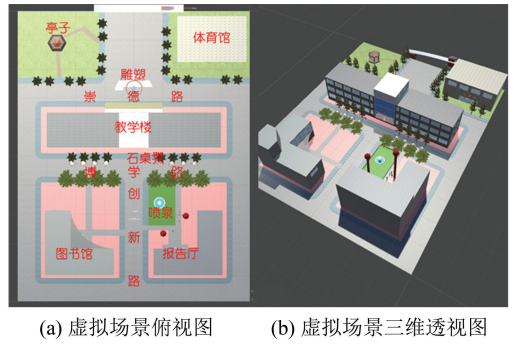 亭子
体育馆
雕塑
崇德路
教学楼
石桌凳
博学路
创新路
喷泉
图书馆
报告厅
(a) 虚拟场景俯视图
(b) 虚拟场景三维透视图